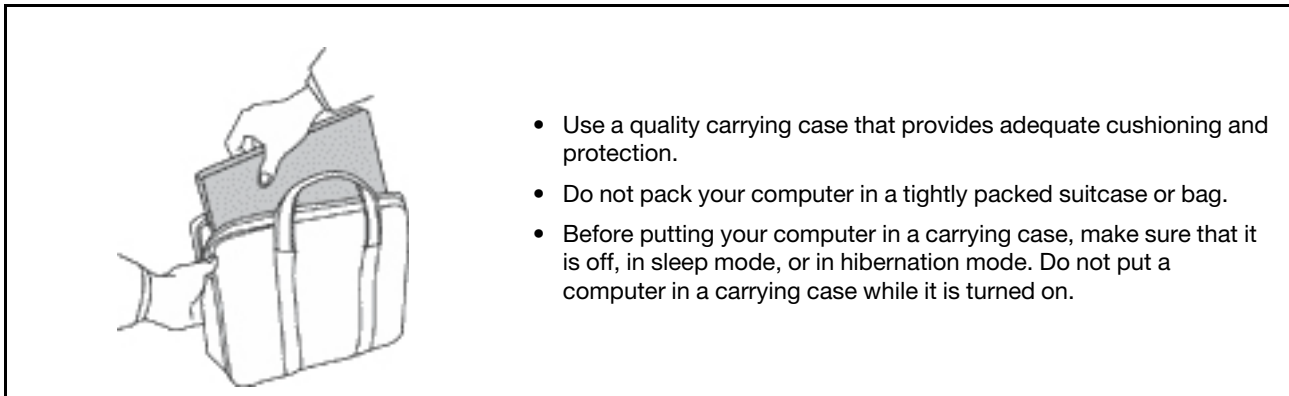 • Use a quality carrying case that provides adequate cushioning and
protection.
• Do not pack your computer in a tightly packed suitcase or bag.
• Before putting your computer in a carrying case, make sure that it
is off, in sleep mode, or in hibernation mode. Do not put a
computer in a carrying case while it is turned on.